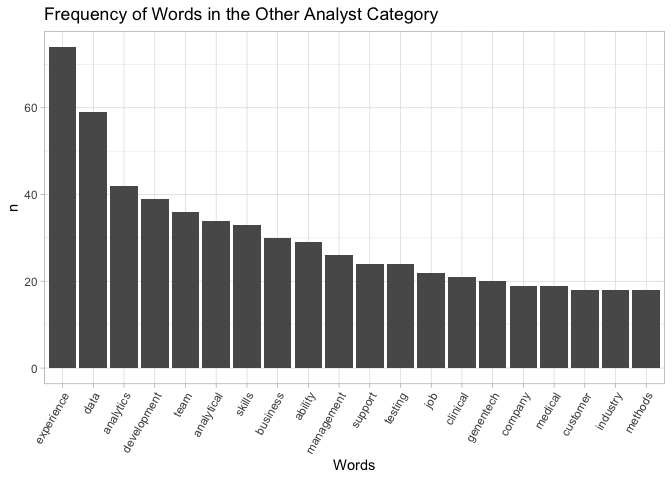 Frequency of Words in the Other Analyst Category
60
40
20
0
n
experience
data
analytics
development
team
analytical
skills
business
ability
management
support
testing
job
clinical
genentech
company
medical
customer
industry
methods
Words